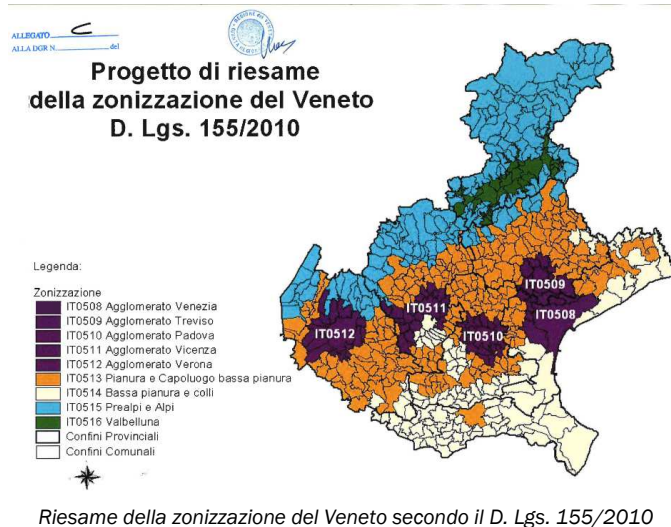 ALLEGATO C
ALLA DGR N. del
Progetto di riesame
della zonizzazione del Veneto
D. Lgs. 155/2010
Legenda:
Zonizzazione
IT0508 Agglomerato Venezia
IT0509 Agglomerato Treviso
IT0510 Agglomerato Padova
IT0511 Agglomerato Vicenza
IT0512 Agglomerato Verona
IT0513 Pianura e Capoluogo bassa pianura
IT0514 Bassa pianura e colli
IT0515 Prealpi e Alpi
IT0516 Valbelluna
Confini Provinciali
Confini Comunali
IT0509
IT0511
IT0508
IT0512
IT0510
Riesame della zonizzazione del Veneto secondo il D. Lgs. 155/2010